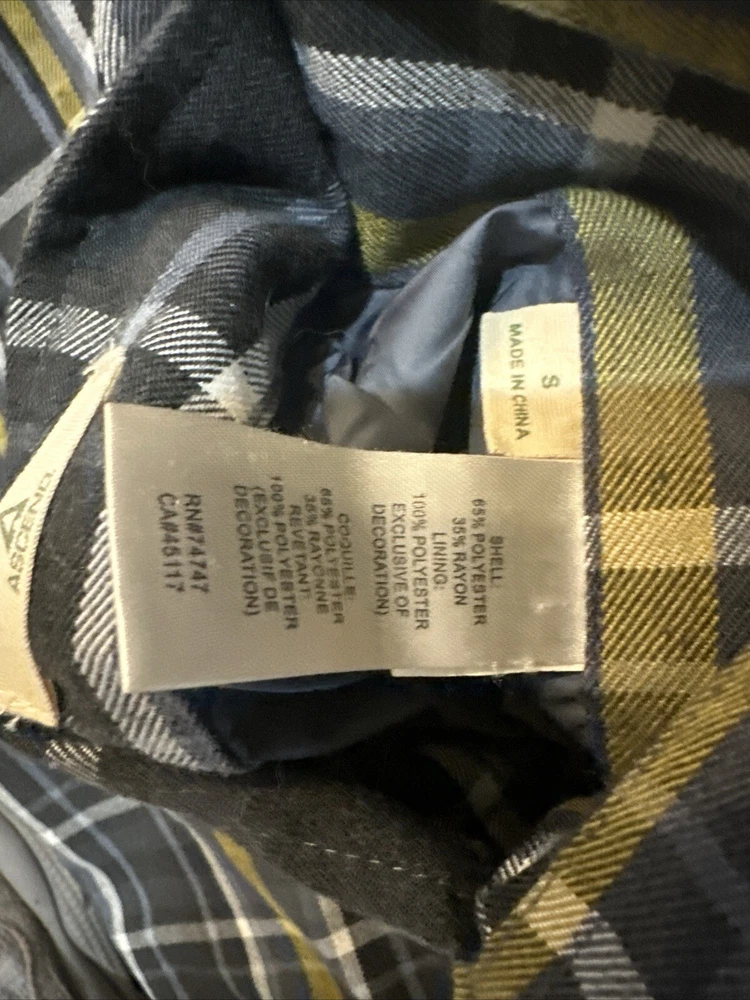 S
MADE IN CHINA
SHELL:
65% POLYESTER
35% RAYON
LINING:
100% POLYESTER
EXCLUSIVE OF
DECORATION)
COQUILLE:
65% POLYESTER
35% RAYONNE
REVETANT:
100% POLYESTER
(EXCLUSIF DE
DECORATION)
RN#74747
CA#45117
ASCEND